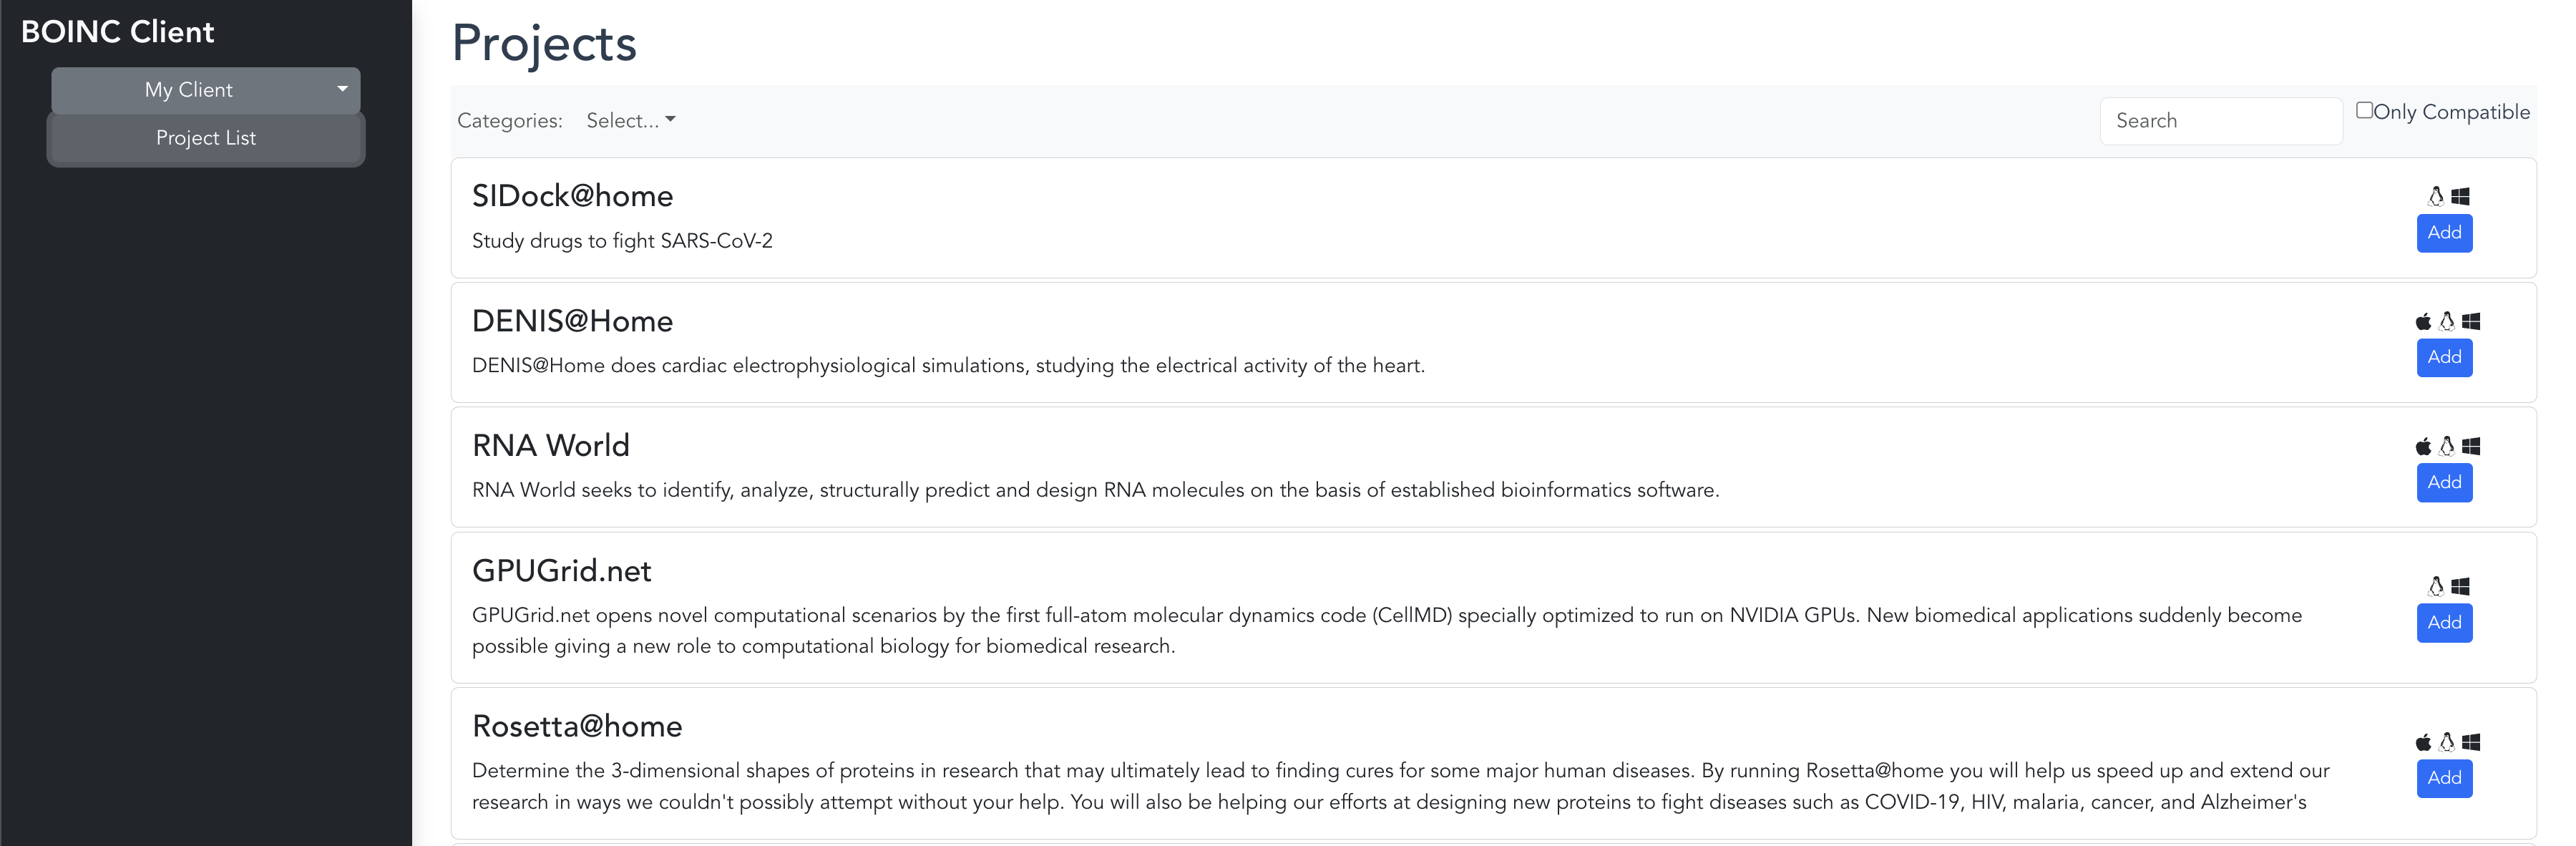 BOINC Client
My Client
Project List
Projects
Categories: Select...
Search
Only Compatible
SIDock@home
Study drugs to fight SARS-CoV-2
Add
DENIS@Home
DENIS@Home does cardiac electrophysiological simulations, studying the electrical activity of the heart.
Add
RNA World
RNA World seeks to identify, analyze, structurally predict and design RNA molecules on the basis of established bioinformatics software.
Add
GPUGrid.net
GPUGrid.net opens novel computational scenarios by the first full-atom molecular dynamics code (CellMD) specially optimized to run on NVIDIA GPUs. New biomedical applications suddenly become
possible giving a new role to computational biology for biomedical research.
Add
Rosetta@home
Determine the 3-dimensional shapes of proteins in research that may ultimately lead to finding cures for some major human diseases. By running Rosetta@home you will help us speed up and extend our
research in ways we couldn't possibly attempt without your help. You will also be helping our efforts at designing new proteins to fight diseases such as COVID-19, HIV, malaria, cancer, and Alzheimer's
Add